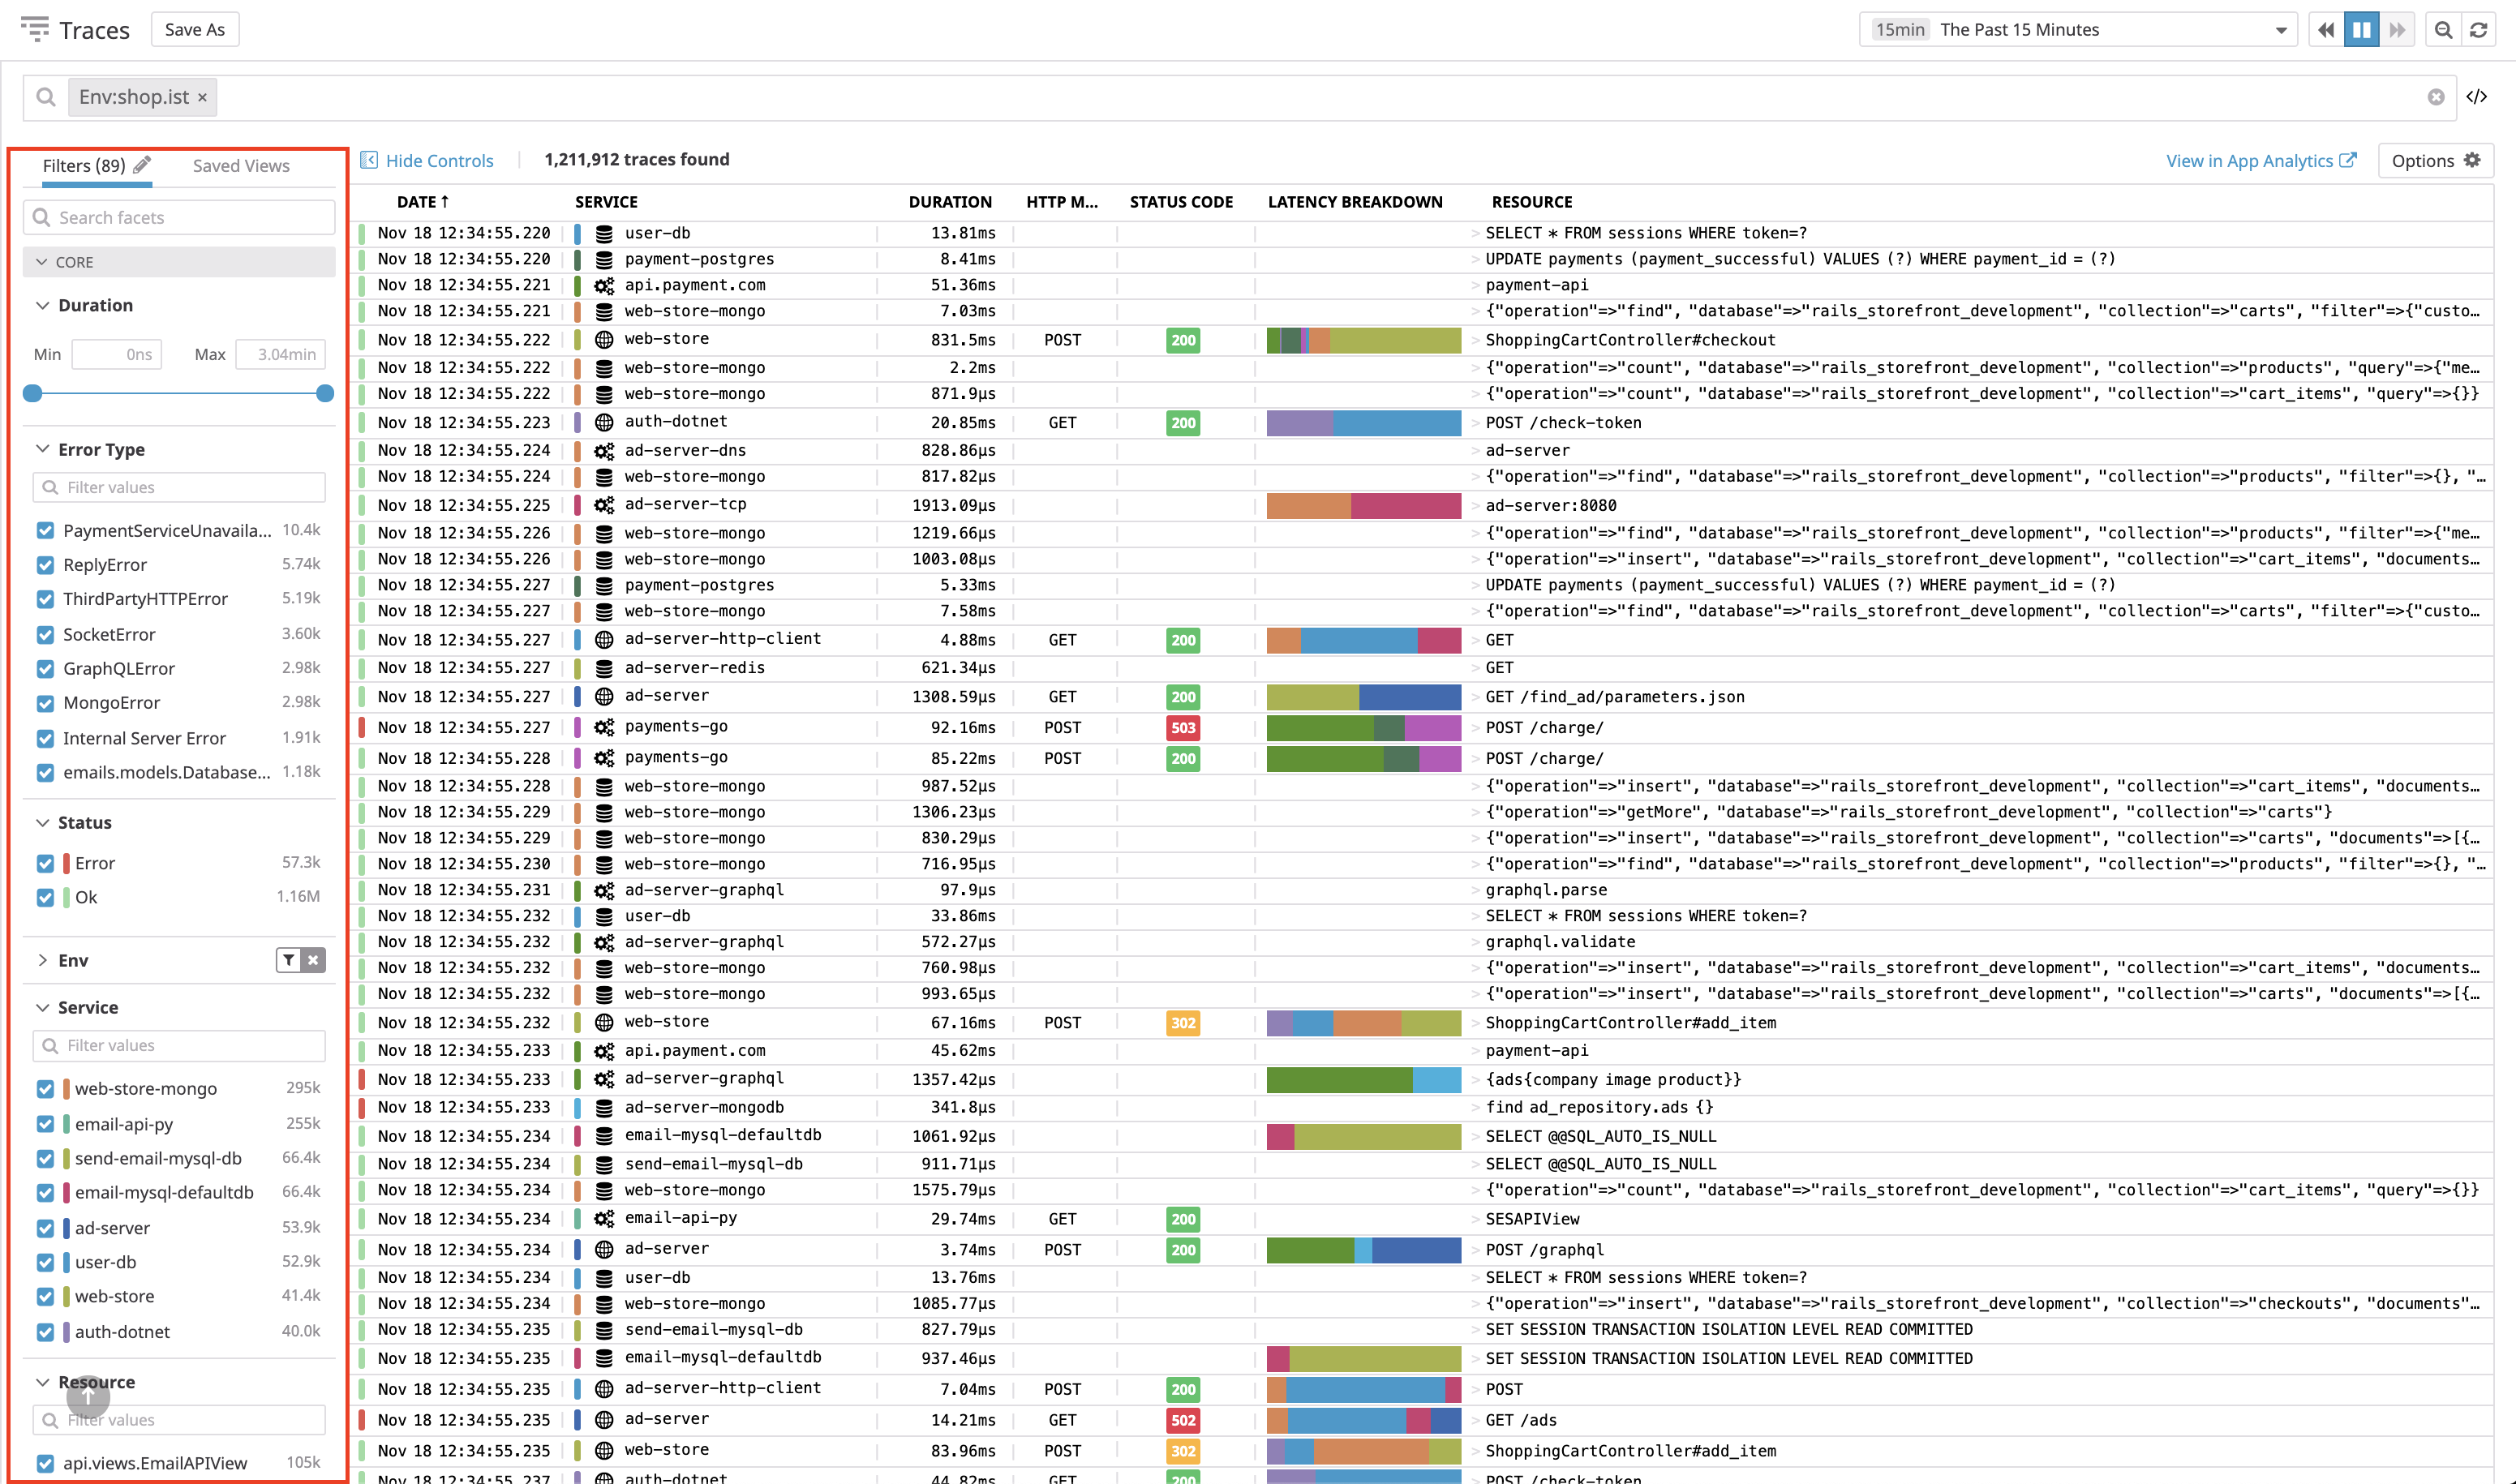 Traces Save As 15min The Past 15 Minutes
Env:shop.ist × </>
Filters (89) Saved Views
Search facets
CORE
Duration
Min 0ns Max 3.04min
Error Type
Filter values
PaymentServiceUnavaila... 10.4k
ReplyError 5.74k
ThirdPartyHTTPError 5.19k
SocketError 3.60k
GraphQLError 2.98k
MongoError 2.98k
Internal Server Error 1.91k
emails.models.Database... 1.18k
Status
Error 57.3k
Ok 1.16M
Env
Service
Filter values
web-store-mongo 295k
email-api-py 255k
send-email-mysql-db 66.4k
email-mysql-defaultdb 66.4k
ad-server 53.9k
user-db 52.9k
web-store 41.4k
auth-dotnet 40.0k
Resource
Filter values
api.views.EmailAPIView 105k
Hide Controls 1,211,912 traces found View in App Analytics Options
DATE ↑ SERVICE DURATION HTTP M... STATUS CODE LATENCY BREAKDOWN RESOURCE
Nov 18 12:34:55.220 user-db 13.81ms > SELECT * FROM sessions WHERE token=?
Nov 18 12:34:55.220 payment-postgres 8.41ms > UPDATE payments (payment_successful) VALUES (?) WHERE payment_id = (?)
Nov 18 12:34:55.221 api.payment.com 51.36ms > payment-api
Nov 18 12:34:55.221 web-store-mongo 7.03ms > {"operation"=>"find", "database"=>"rails_storefront_development", "collection"=>"carts", "filter"=>{"custo...
Nov 18 12:34:55.222 web-store 831.5ms POST 200 > ShoppingCartController#checkout
Nov 18 12:34:55.222 web-store-mongo 2.2ms > {"operation"=>"count", "database"=>"rails_storefront_development", "collection"=>"products", "query"=>{"me...
Nov 18 12:34:55.222 web-store-mongo 871.9µs > {"operation"=>"count", "database"=>"rails_storefront_development", "collection"=>"cart_items", "query"=>{}}
Nov 18 12:34:55.223 auth-dotnet 20.85ms GET 200 > POST /check-token
Nov 18 12:34:55.224 ad-server-dns 828.86µs > ad-server
Nov 18 12:34:55.224 web-store-mongo 817.82µs > {"operation"=>"find", "database"=>"rails_storefront_development", "collection"=>"products", "filter"=>{}, "...
Nov 18 12:34:55.225 ad-server-tcp 1913.09µs > ad-server:8080
Nov 18 12:34:55.226 web-store-mongo 1219.66µs > {"operation"=>"find", "database"=>"rails_storefront_development", "collection"=>"products", "filter"=>{"me...
Nov 18 12:34:55.226 web-store-mongo 1003.08µs > {"operation"=>"insert", "database"=>"rails_storefront_development", "collection"=>"cart_items", "documents...
Nov 18 12:34:55.227 payment-postgres 5.33ms > UPDATE payments (payment_successful) VALUES (?) WHERE payment_id = (?)
Nov 18 12:34:55.227 web-store-mongo 7.58ms > {"operation"=>"find", "database"=>"rails_storefront_development", "collection"=>"carts", "filter"=>{"custo...
Nov 18 12:34:55.227 ad-server-http-client 4.88ms GET 200 > GET
Nov 18 12:34:55.227 ad-server-redis 621.34µs > GET
Nov 18 12:34:55.227 ad-server 1308.59µs GET 200 > GET /find_ad/parameters.json
Nov 18 12:34:55.227 payments-go 92.16ms POST 503 > POST /charge/
Nov 18 12:34:55.228 payments-go 85.22ms POST 200 > POST /charge/
Nov 18 12:34:55.228 web-store-mongo 987.52µs > {"operation"=>"insert", "database"=>"rails_storefront_development", "collection"=>"cart_items", "documents...
Nov 18 12:34:55.229 web-store-mongo 1306.23µs > {"operation"=>"getMore", "database"=>"rails_storefront_development", "collection"=>"carts"}
Nov 18 12:34:55.229 web-store-mongo 830.29µs > {"operation"=>"insert", "database"=>"rails_storefront_development", "collection"=>"carts", "documents"=>[{...
Nov 18 12:34:55.230 web-store-mongo 716.95µs > {"operation"=>"find", "database"=>"rails_storefront_development", "collection"=>"products", "filter"=>{}, "...
Nov 18 12:34:55.231 ad-server-graphql 97.9µs > graphql.parse
Nov 18 12:34:55.232 user-db 33.86ms > SELECT * FROM sessions WHERE token=?
Nov 18 12:34:55.232 ad-server-graphql 572.27µs > graphql.validate
Nov 18 12:34:55.232 web-store-mongo 760.98µs > {"operation"=>"insert", "database"=>"rails_storefront_development", "collection"=>"cart_items", "documents...
Nov 18 12:34:55.232 web-store-mongo 993.65µs > {"operation"=>"insert", "database"=>"rails_storefront_development", "collection"=>"carts", "documents"=>[{...
Nov 18 12:34:55.232 web-store 67.16ms POST 302 > ShoppingCartController#add_item
Nov 18 12:34:55.233 api.payment.com 45.62ms > payment-api
Nov 18 12:34:55.233 ad-server-graphql 1357.42µs > {ads{company image product}}
Nov 18 12:34:55.233 ad-server-mongodb 341.8µs > find ad_repository.ads {}
Nov 18 12:34:55.234 email-mysql-defaultdb 1061.92µs > SELECT @@SQL_AUTO_IS_NULL
Nov 18 12:34:55.234 send-email-mysql-db 911.71µs > SELECT @@SQL_AUTO_IS_NULL
Nov 18 12:34:55.234 web-store-mongo 1575.79µs > {"operation"=>"count", "database"=>"rails_storefront_development", "collection"=>"cart_items", "query"=>{}}
Nov 18 12:34:55.234 email-api-py 29.74ms GET 200 > SESAPIView
Nov 18 12:34:55.234 ad-server 3.74ms POST 200 > POST /graphql
Nov 18 12:34:55.234 user-db 13.76ms > SELECT * FROM sessions WHERE token=?
Nov 18 12:34:55.234 web-store-mongo 1085.77µs > {"operation"=>"insert", "database"=>"rails_storefront_development", "collection"=>"checkouts", "documents"...
Nov 18 12:34:55.235 send-email-mysql-db 827.79µs > SET SESSION TRANSACTION ISOLATION LEVEL READ COMMITTED
Nov 18 12:34:55.235 email-mysql-defaultdb 937.46µs > SET SESSION TRANSACTION ISOLATION LEVEL READ COMMITTED
Nov 18 12:34:55.235 ad-server-http-client 7.04ms POST 200 > POST
Nov 18 12:34:55.235 ad-server 14.21ms GET 502 > GET /ads
Nov 18 12:34:55.235 web-store 83.96ms POST 302 > ShoppingCartController#add_item
Nov 18 12:34:55.237 auth-dotnet 44.82ms GET 200 > POST /check-token